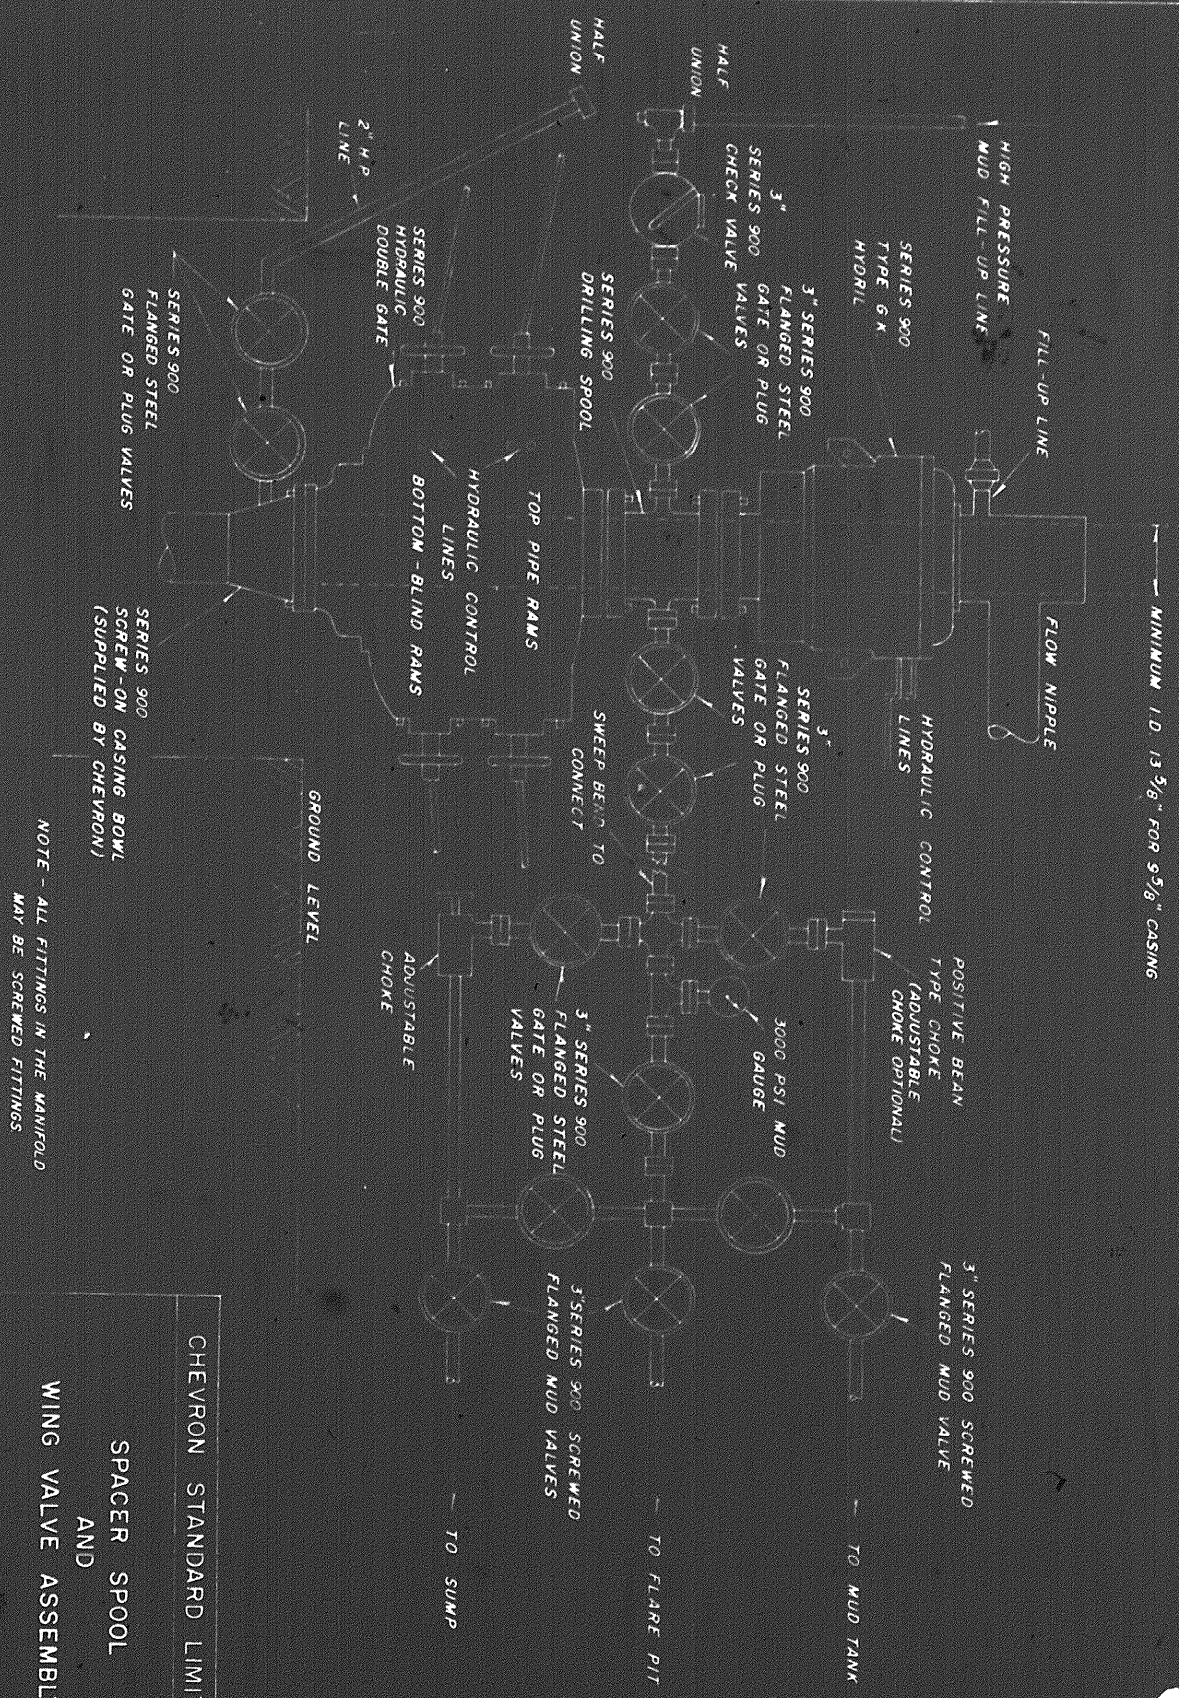 MINIMUM I.D. 13 5/8" FOR 9 5/8" CASING
HALF
UNION
HALF
UNION
HIGH PRESSURE
MUD FILL-UP LINE
FILL-UP LINE
FLOW NIPPLE
SERIES 900
TYPE GK
HYDRIL
3"
SERIES 900
CHECK VALVE
3" SERIES 900
FLANGED STEEL
GATE OR PLUG
VALVES
SERIES 900
DRILLING SPOOL
2" H P
LINE
SERIES 900
HYDRAULIC
DOUBLE GATE
SERIES 900
FLANGED STEEL
GATE OR PLUG VALVES
TOP PIPE RAMS
HYDRAULIC CONTROL
LINES
BOTTOM - BLIND RAMS
HYDRAULIC CONTROL
LINES
3"
SERIES 900
FLANGED STEEL
GATE OR PLUG
VALVES
SWEEP BEND TO
CONNECT
POSITIVE BEAN
TYPE CHOKE
(ADJUSTABLE
CHOKE OPTIONAL)
3000 PSI MUD
GAUGE
3" SERIES 900
FLANGED STEEL
GATE OR PLUG
VALVES
ADJUSTABLE
CHOKE
SERIES 900
SCREW-ON CASING BOWL
(SUPPLIED BY CHEVRON)
GROUND LEVEL
3" SERIES 900 SCREWED
FLANGED MUD VALVE
3" SERIES 900 SCREWED
FLANGED MUD VALVES
TO MUD TANK
TO FLARE PIT
TO SUMP
NOTE - ALL FITTINGS IN THE MANIFOLD
MAY BE SCREWED FITTINGS
CHEVRON STANDARD LIMI
SPACER SPOOL
AND
WING VALVE ASSEMBL